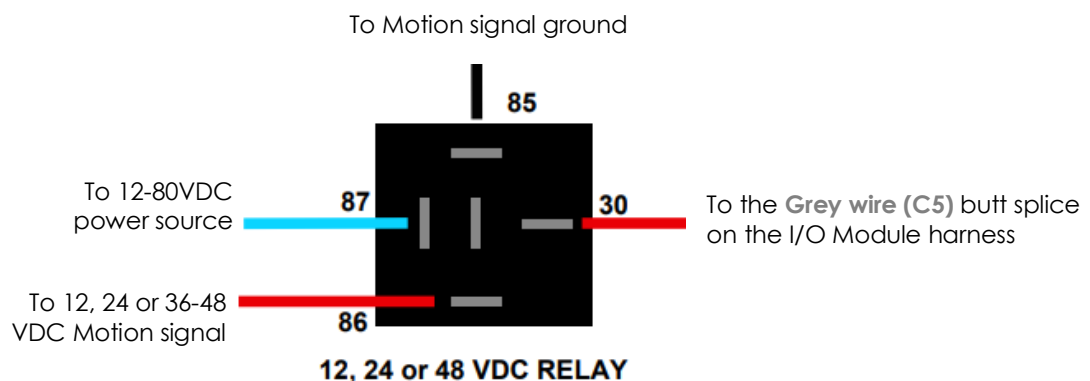 To Motion signal ground
85
To 12-80VDC
power source
87
30
To the Grey wire (C5) butt splice
on the I/O Module harness
To 12, 24 or 36-48
VDC Motion signal
86
12, 24 or 48 VDC RELAY